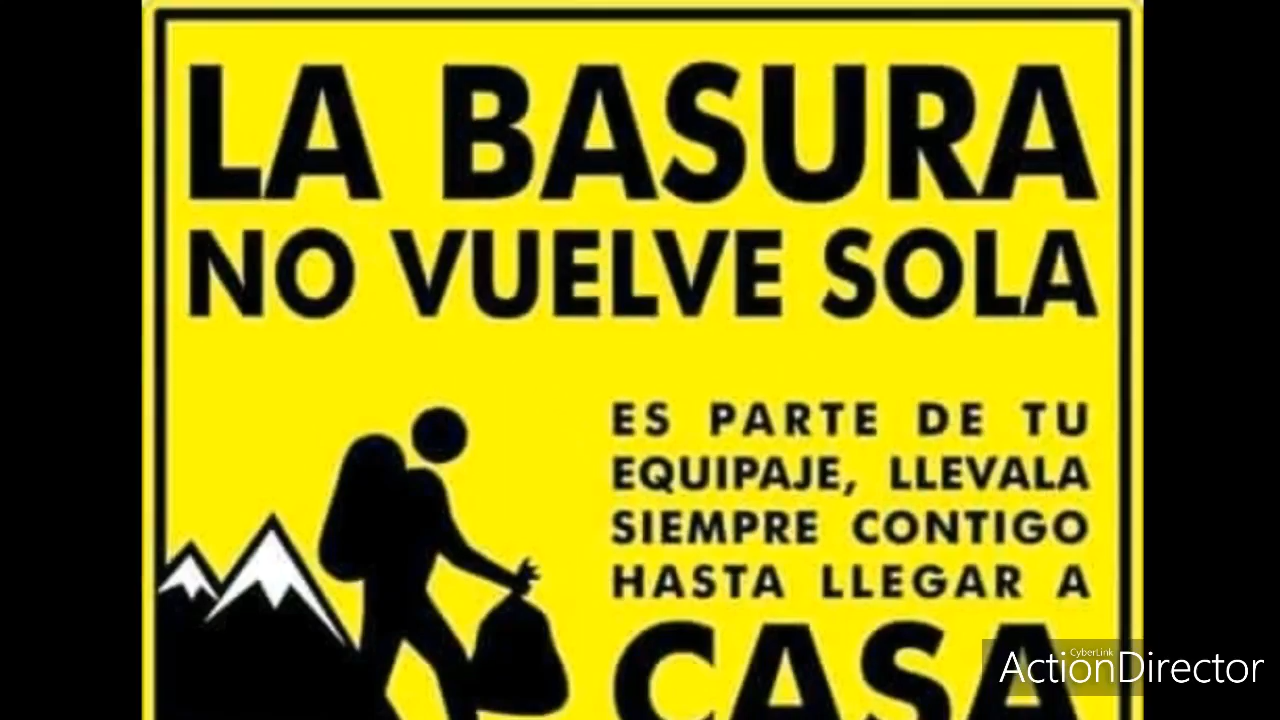 LA BASURA
NO VUELVE SOLA
ES PARTE DE TU
EQUIPAJE, LLEVALA
SIEMPRE CONTIGO
HASTA LLEGAR A
CASA
CyberLink
ActionDirector